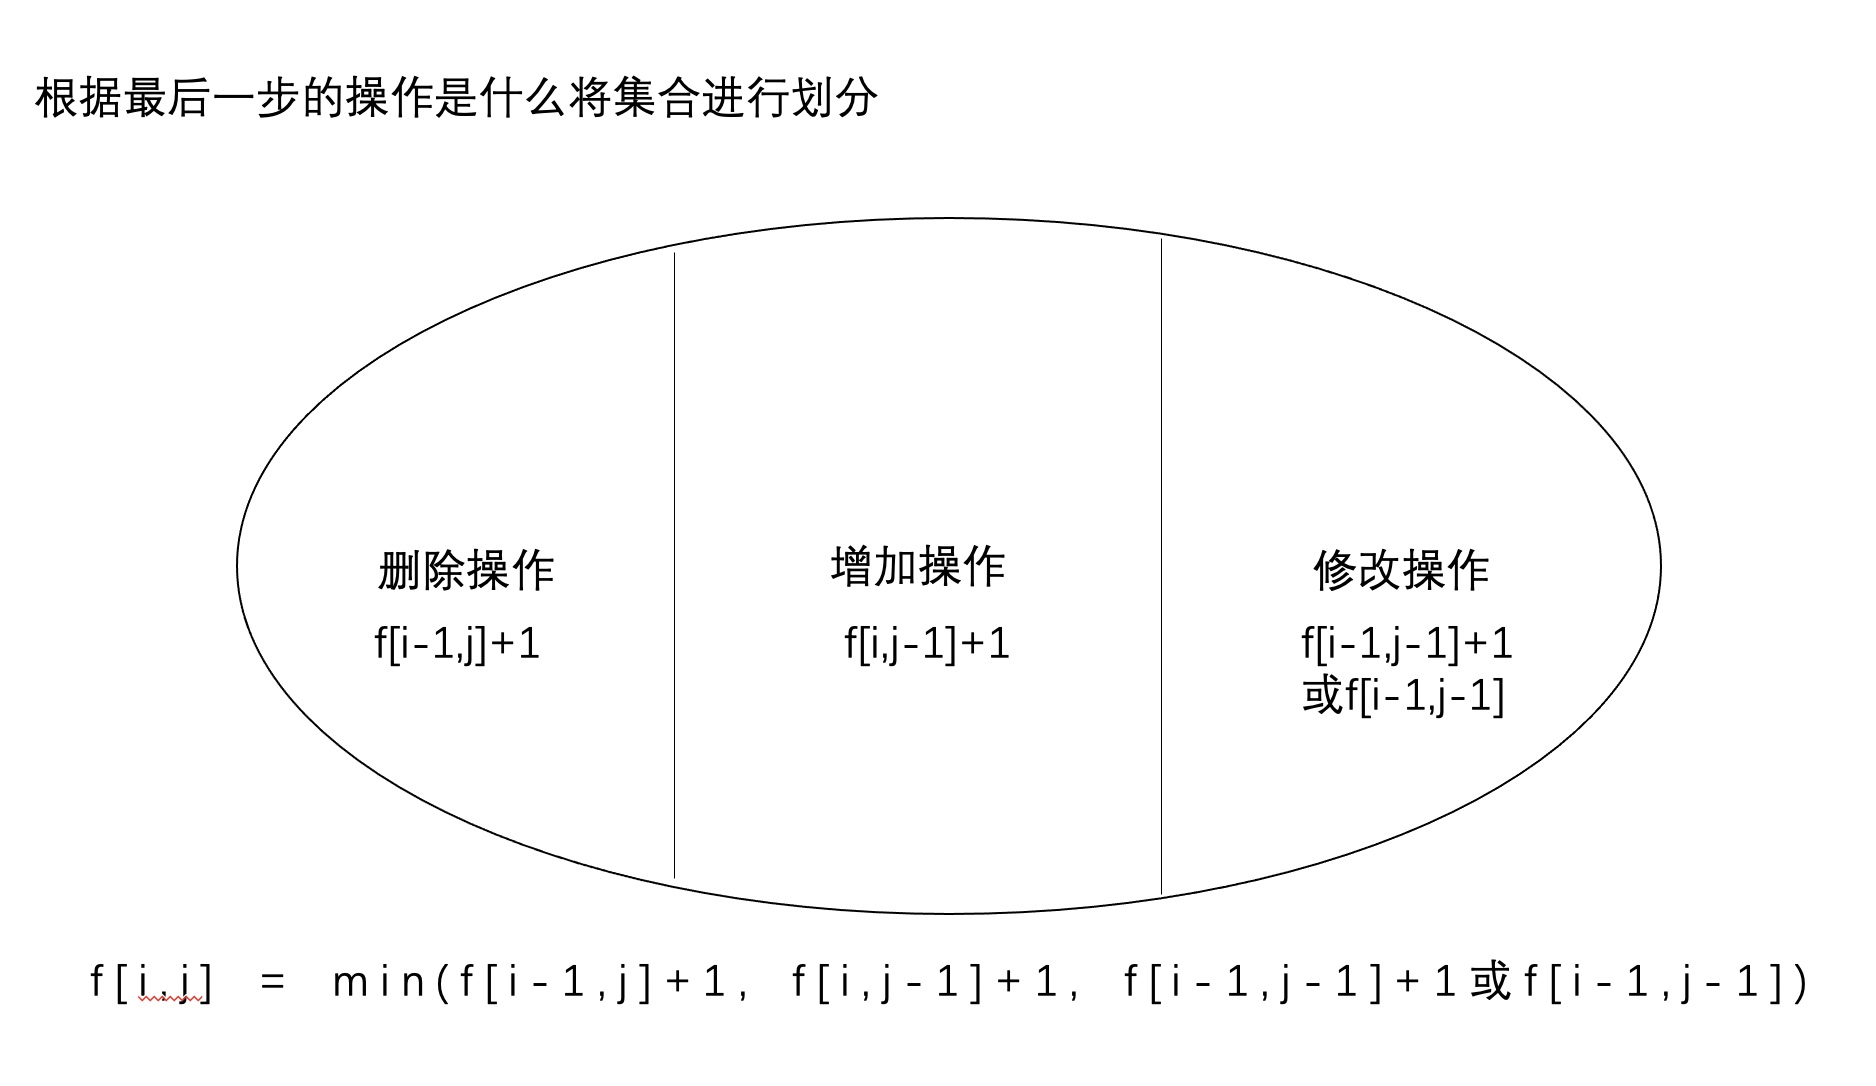 根据最后一步的操作是什么将集合进行划分
删除操作
f[i-1,j]+1
增加操作
f[i,j-1]+1
修改操作
f[i-1,j-1]+1
或f[i-1,j-1]
f[i,j] = min(f[i-1,j]+1, f[i,j-1]+1, f[i-1,j-1]+1或f[i-1,j-1])